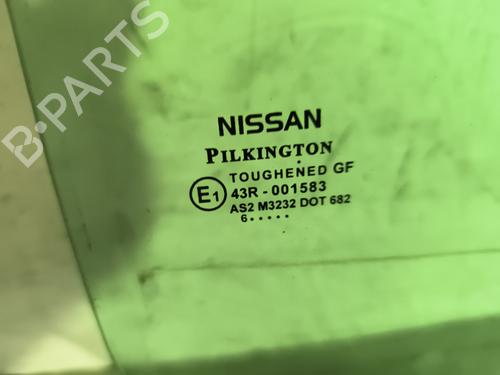 B-PARTS
NISSAN
PILKINGTON
TOUGHENED GF
E1 43R - 001583
AS2 M3232 DOT 682
6 • • • • •